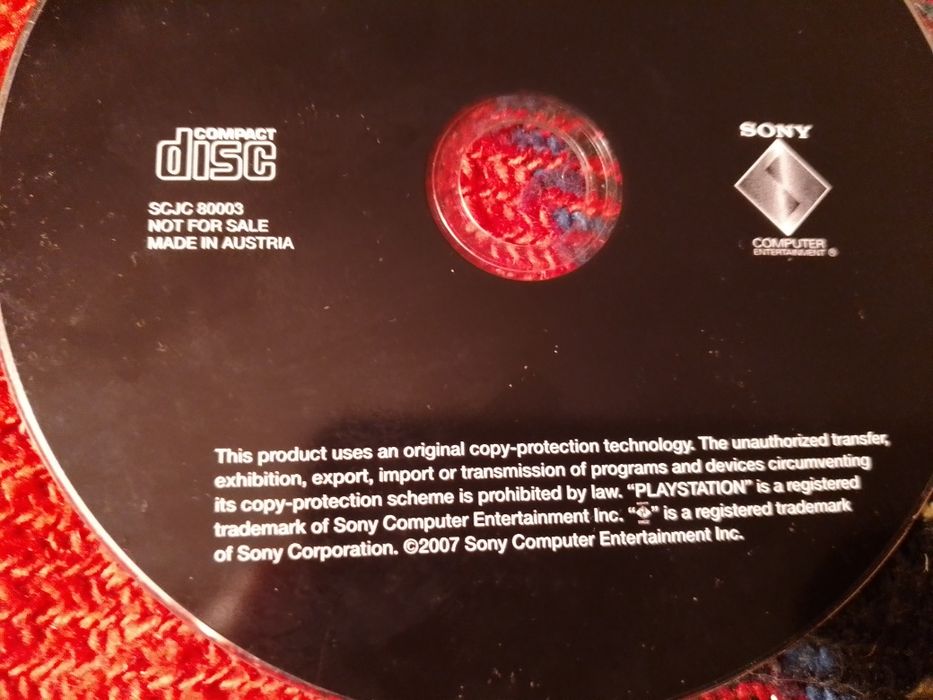 COMPACT
disc
SCJC 80003
NOT FOR SALE
MADE IN AUSTRIA
SONY
COMPUTER
ENTERTAINMENT ®
This product uses an original copy-protection technology. The unauthorized transfer,
exhibition, export, import or transmission of programs and devices circumventing
its copy-protection scheme is prohibited by law. “PLAYSTATION” is a registered
trademark of Sony Computer Entertainment Inc. “ ” is a registered trademark
of Sony Corporation. ©2007 Sony Computer Entertainment Inc.